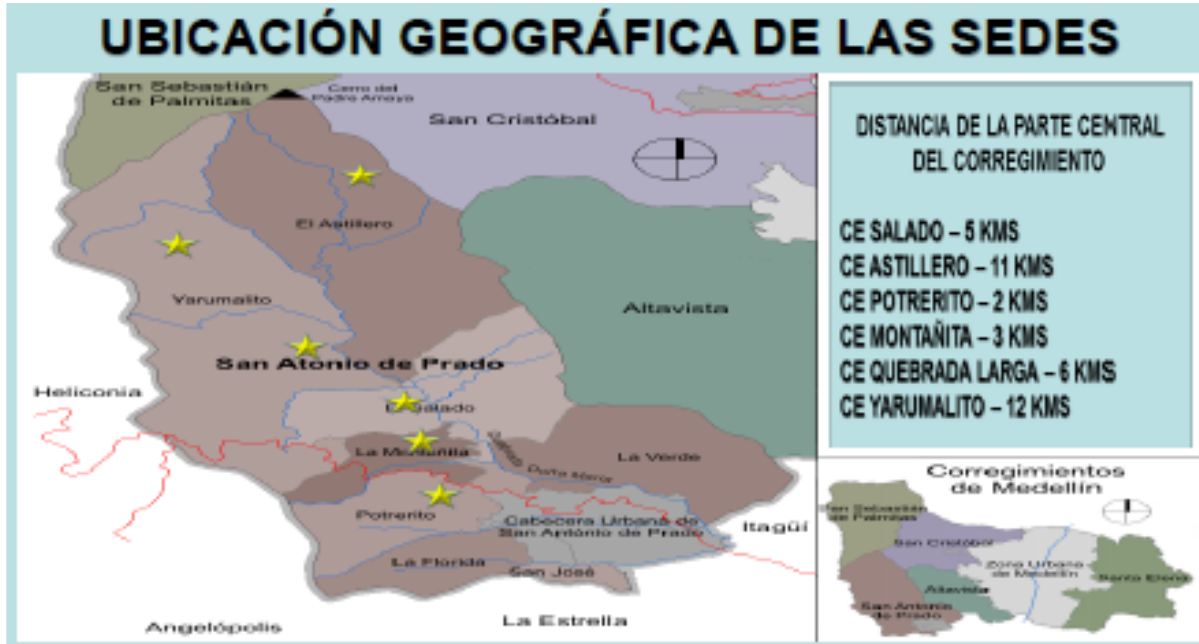 UBICACIÓN GEOGRÁFICA DE LAS SEDES
San Sebastián
de Palmitas
Cerro del
Padre Amaya
San Cristóbal
El Astillero
Yarumalito
Altavista
San Atonio de Prado
Heliconia
El Salado
La Montañita
Quebrada Doña María
La Verde
Potrerito
Cabecera Urbana de
San Antonio de Prado
Itagüí
La Florida
San José
La Estrella
Angelópolis
DISTANCIA DE LA PARTE CENTRAL
DEL CORREGIMIENTO
CE SALADO – 5 KMS
CE ASTILLERO – 11 KMS
CE POTRERITO – 2 KMS
CE MONTAÑITA – 3 KMS
CE QUEBRADA LARGA – 6 KMS
CE YARUMALITO – 12 KMS
Corregimientos
de Medellín
San Sebastián
de Palmitas
San Cristóbal
Zona Urbana
de Medellín
Santa Elena
Altavista
San Antonio
de Prado